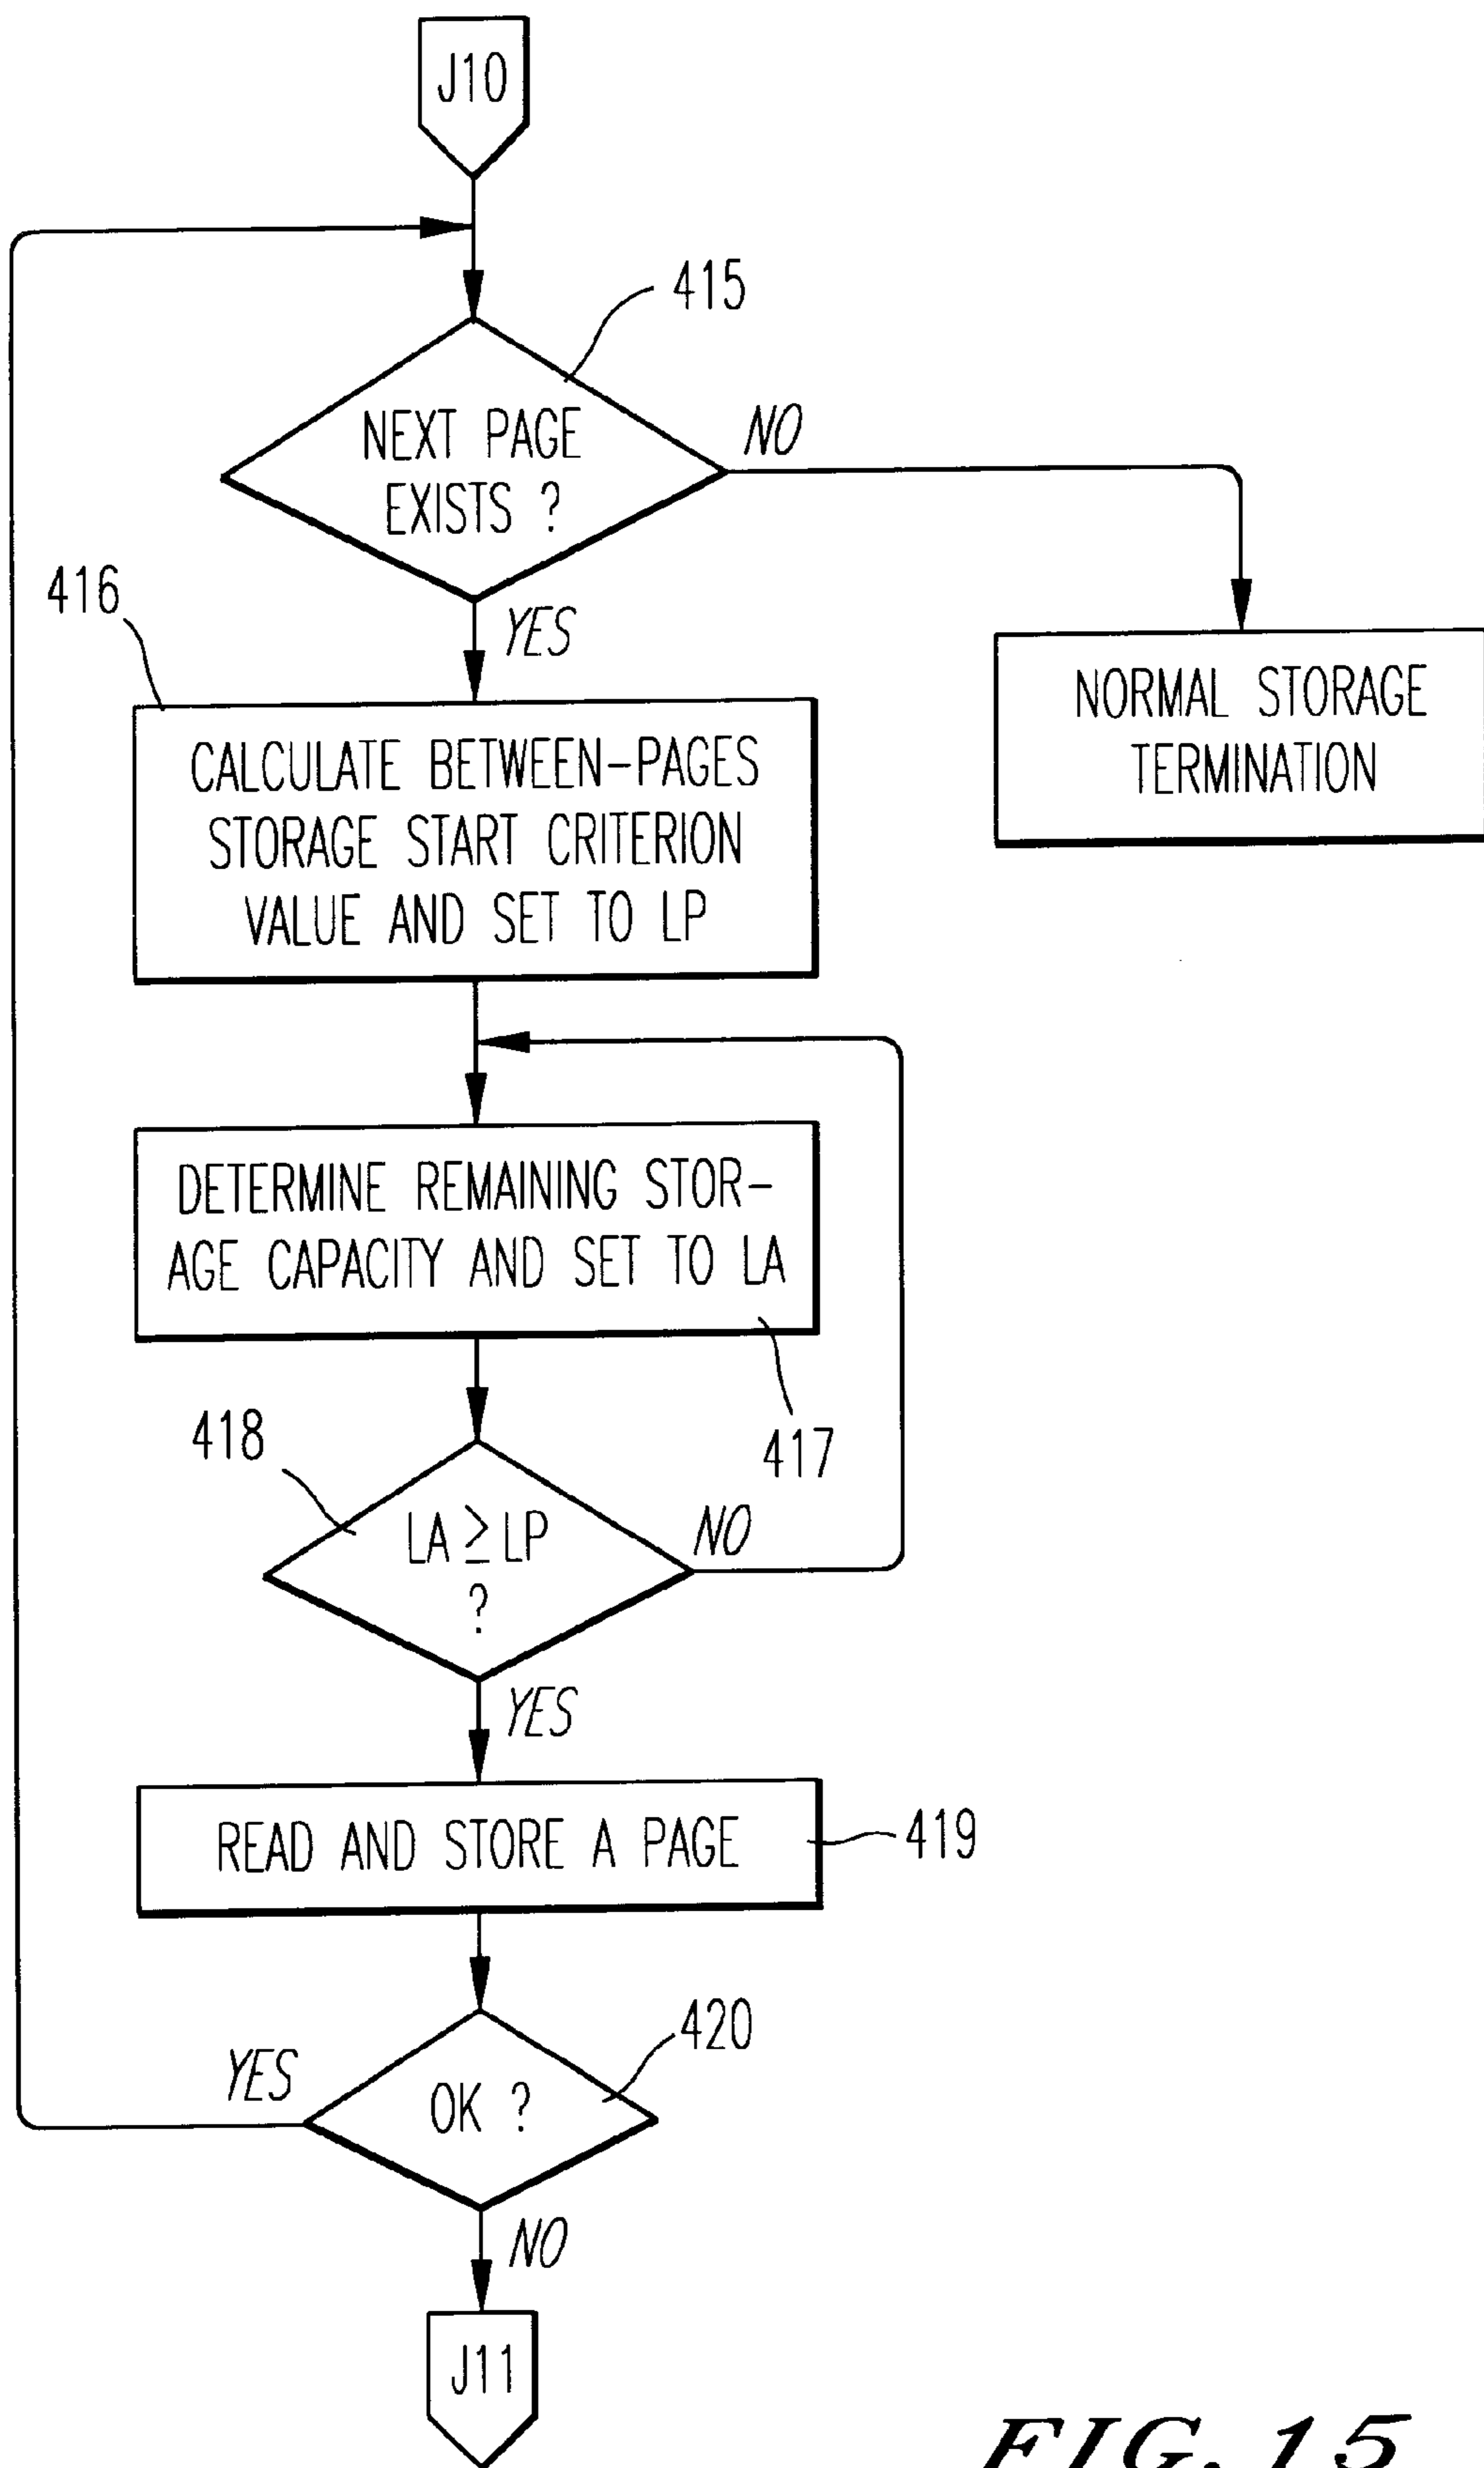 J10
415
NEXT PAGE
EXISTS ?
NO
416
YES
NORMAL STORAGE
TERMINATION
CALCULATE BETWEEN-PAGES
STORAGE START CRITERION
VALUE AND SET TO LP
DETERMINE REMAINING STOR-
AGE CAPACITY AND SET TO LA
417
418
LA ≥ LP
?
NO
YES
READ AND STORE A PAGE
419
420
YES
OK ?
NO
J11
FIG. 15